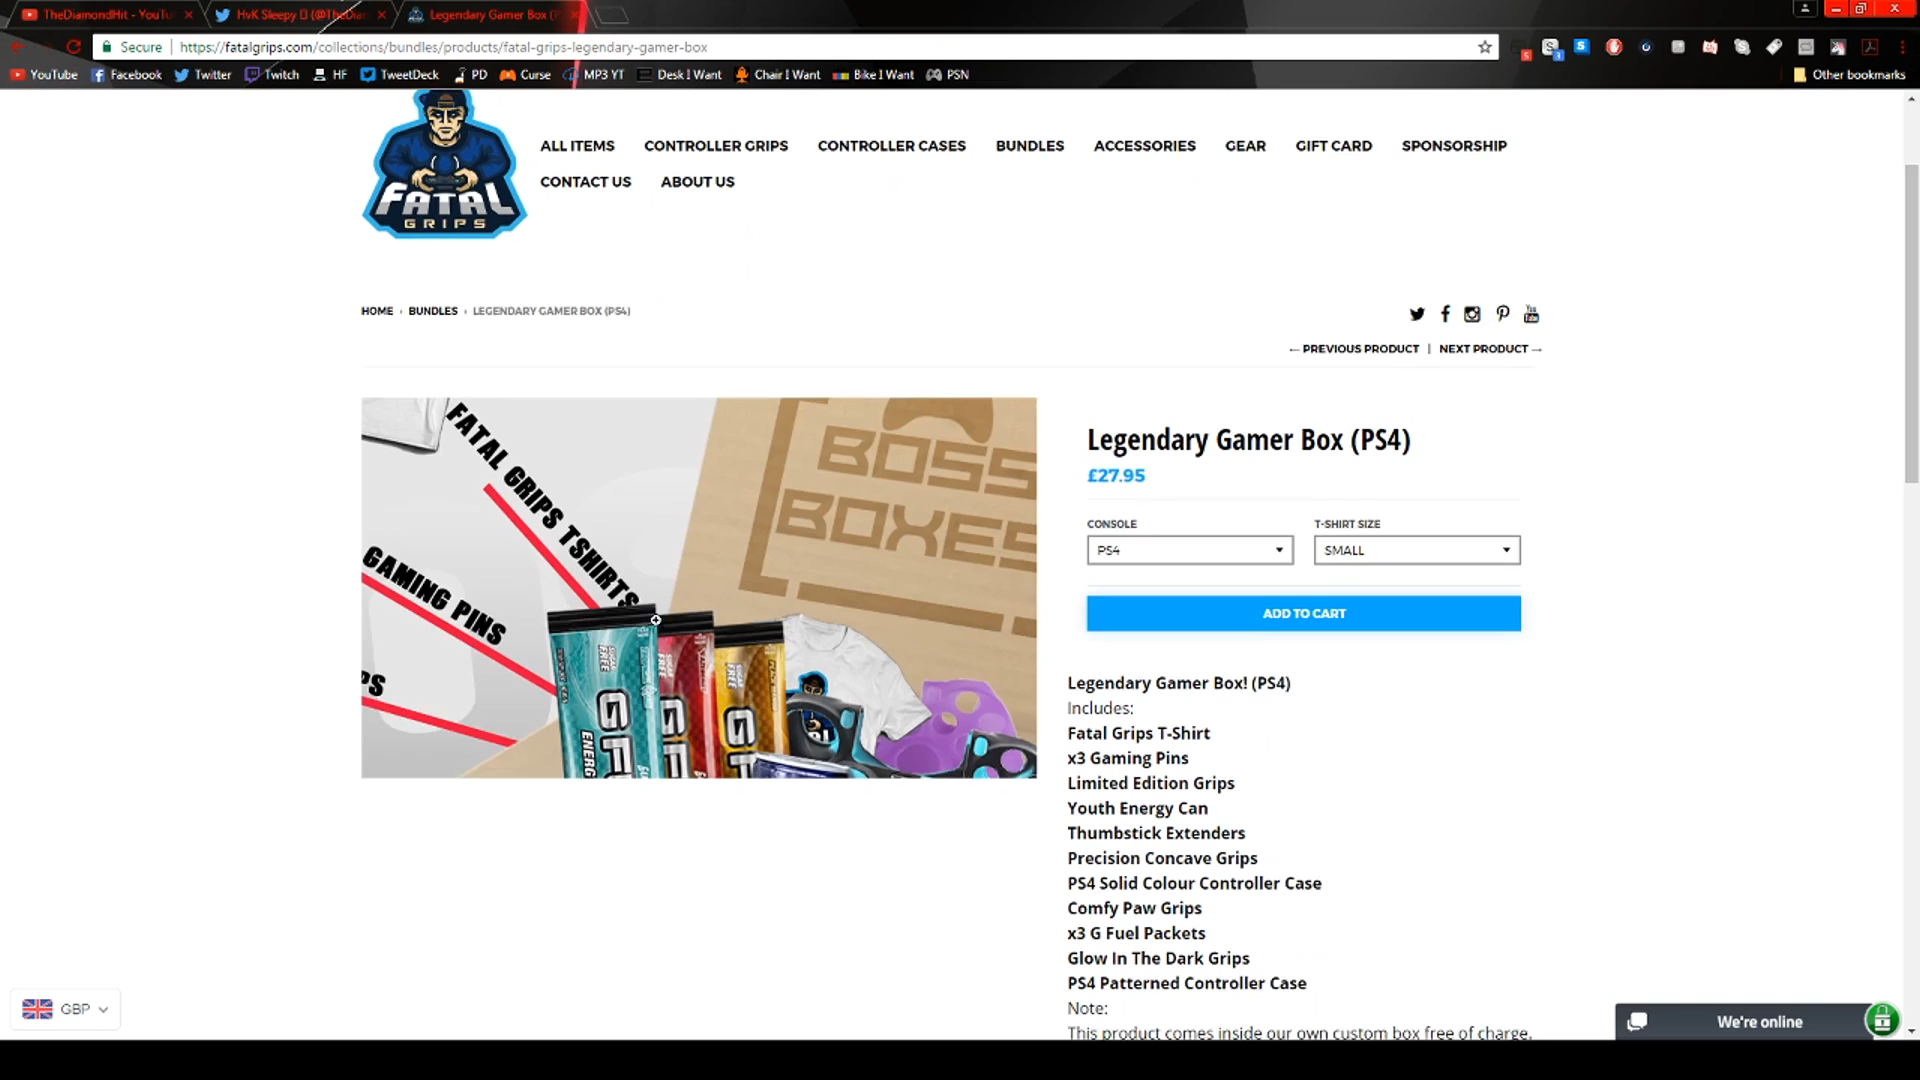 TheDiamondHit - YouTu
HvK Sleepy
(@TheDiam
Legendary Gamer Box (P
Secure
https://fatalgrips.com/collections/bundles/products/fatal-grips-legendary-gamer-box
YouTube
Facebook
Twitter
Twitch
HF
TweetDeck
PD
Curse
MP3 YT
Desk I Want
Chair I Want
Bike I Want
PSN
Other bookmarks
FATAL
GRIPS
ALL ITEMS
CONTROLLER GRIPS
CONTROLLER CASES
BUNDLES
ACCESSORIES
GEAR
GIFT CARD
SPONSORSHIP
CONTACT US
ABOUT US
HOME › BUNDLES › LEGENDARY GAMER BOX (PS4)
← PREVIOUS PRODUCT | NEXT PRODUCT →
FATAL GRIPS TSHIRTS
GAMING PINS
PS
BOSS
BOXES
SUGAR FREE
ENERG
Legendary Gamer Box (PS4)
£27.95
CONSOLE
T-SHIRT SIZE
PS4
SMALL
ADD TO CART
Legendary Gamer Box! (PS4)
Includes:
Fatal Grips T-Shirt
x3 Gaming Pins
Limited Edition Grips
Youth Energy Can
Thumbstick Extenders
Precision Concave Grips
PS4 Solid Colour Controller Case
Comfy Paw Grips
x3 G Fuel Packets
Glow In The Dark Grips
PS4 Patterned Controller Case
Note:
This product comes inside our own custom box free of charge.
GBP
We're online